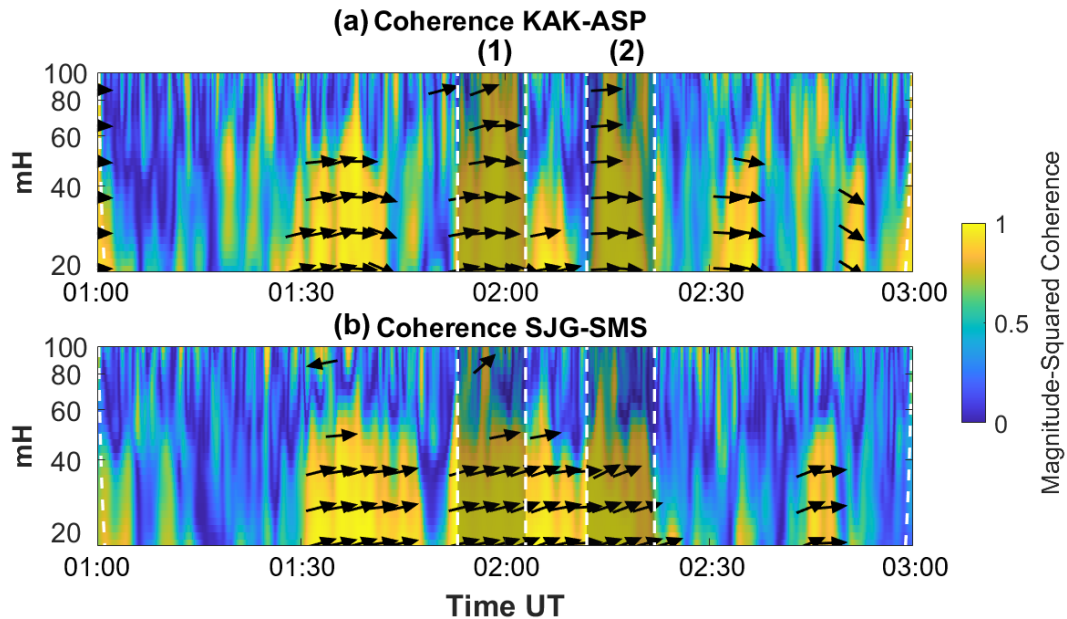 (a) Coherence KAK-ASP
(1) (2)
100
80
60
40
20
mH
01:00 01:30 02:00 02:30 03:00
(b) Coherence SJG-SMS
100
80
60
40
20
mH
01:00 01:30 02:00 02:30 03:00
Time UT
1
0.5
0
Magnitude-Squared Coherence